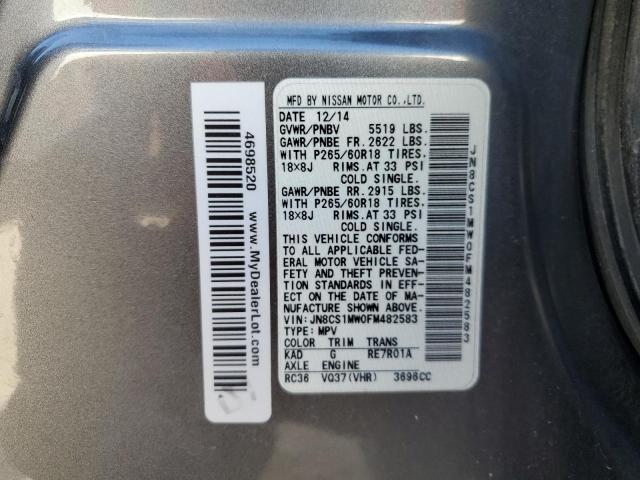 MFD BY NISSAN MOTOR CO.,LTD.
DATE 12/14
GVWR/PNBV 5519 LBS.
GAWR/PNBE FR. 2622 LBS.
WITH P265/60R18 TIRES.
18×8J RIMS.AT 33 PSI
COLD SINGLE.
GAWR/PNBE RR. 2915 LBS.
WITH P265/60R18 TIRES.
18×8J RIMS.AT 33 PSI
COLD SINGLE.
THIS VEHICLE CONFORMS
TO ALL APPLICABLE FED-
ERAL MOTOR VEHICLE SA-
FETY AND THEFT PREVEN-
TION STANDARDS IN EFF-
ECT ON THE DATE OF MA-
NUFACTURE SHOWN ABOVE.
VIN: JN8CS1MW0FM482583
TYPE: MPV
COLOR TRIM TRANS
KAD G RE7R01A
AXLE ENGINE
RC36 VQ37(VHR) 3696CC
JN8CS1MW0FM482583
4698520
www.MyDealerLot.com